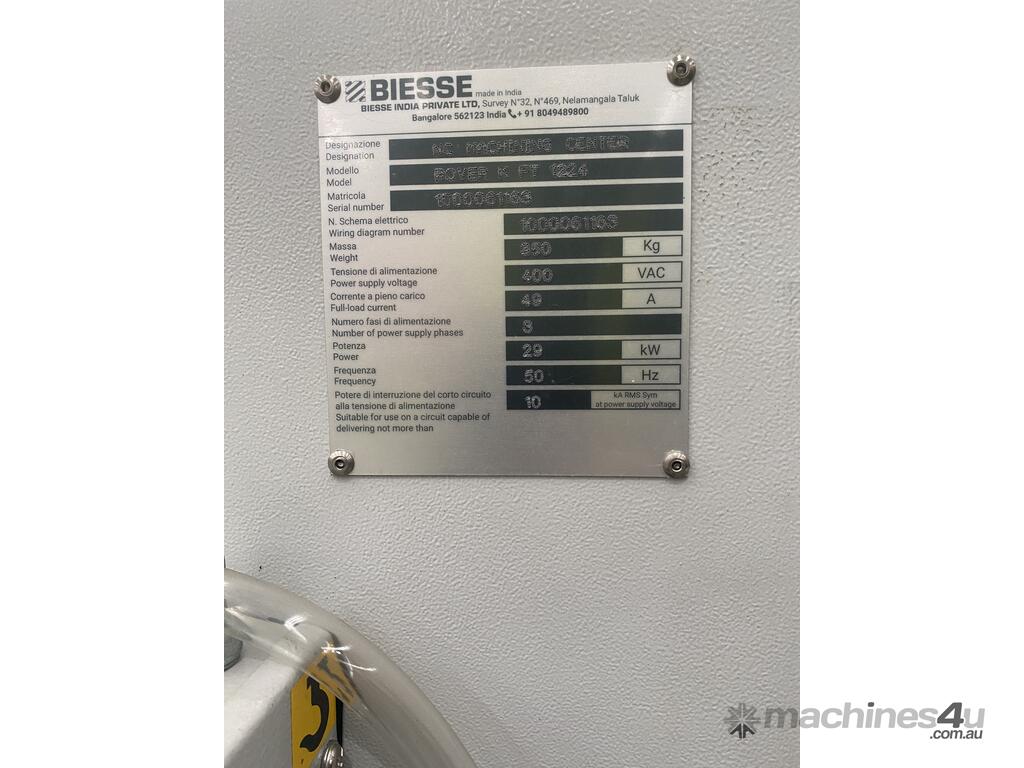 BIESSE made in India
BIESSE INDIA PRIVATE LTD, Survey N°32, N°469, Nelamangala Taluk
Bangalore 562123 India + 91 8049489800
Designazione
Designation
NC MACHINING CENTER
Modello
Model
ROVER K FT 1224
Matricola
Serial number
1000061163
N. Schema elettrico
Wiring diagram number
1000061163
Massa
Weight
350 Kg
Tensione di alimentazione
Power supply voltage
400 VAC
Corrente a pieno carico
Full-load current
49 A
Numero fasi di alimentazione
Number of power supply phases
3
Potenza
Power
29 kW
Frequenza
Frequency
50 Hz
Potere di interruzione del corto circuito
alla tensione di alimentazione
Suitable for use on a circuit capable of
delivering not more than
10 kA RMS Sym
at power supply voltage
machines4u
.com.au